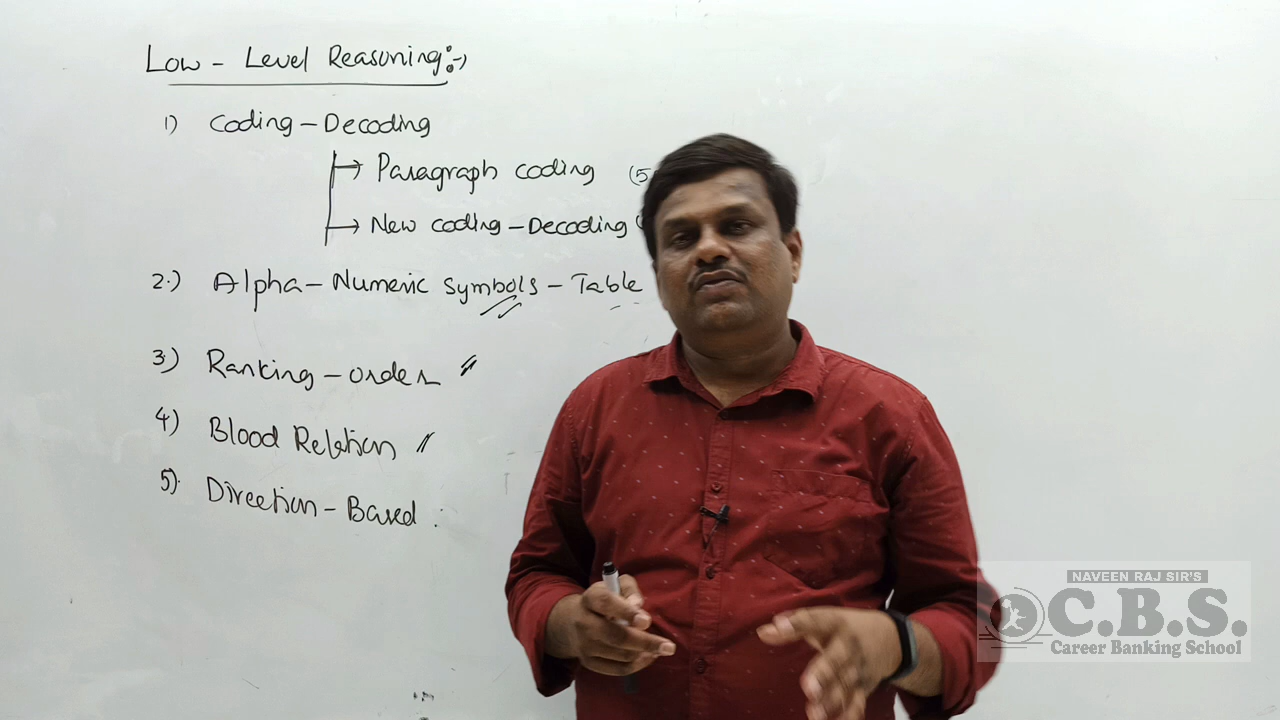 Low - Level Reasoning:-)
1) Coding - Decoding
→ Paragraph coding (5
→ New coding - Decoding (
2.) Alpha - Numeric Symbols - Table
3) Ranking - order
4) Blood Relation
5). Direction - Based :
NAVEEN RAJ SIR'S
C.B.S.
Career Banking School